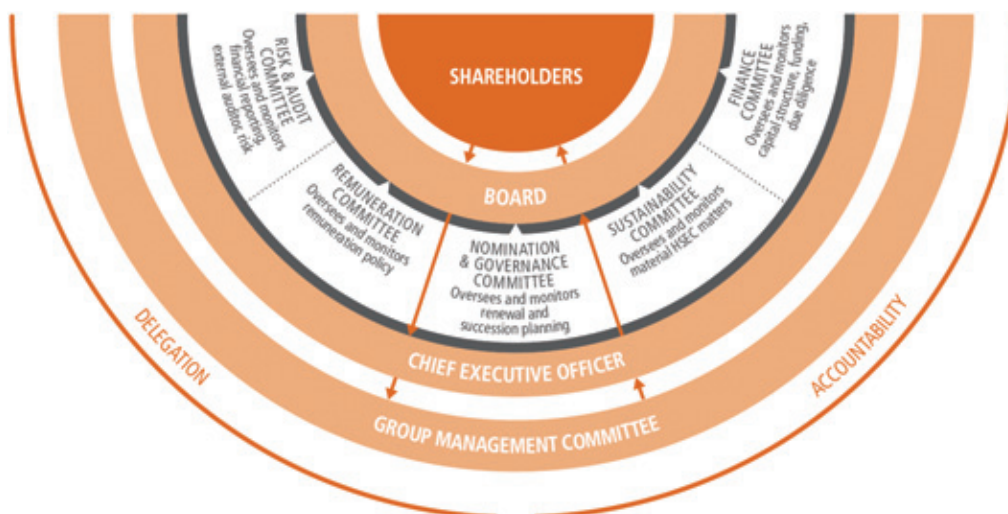 SHAREHOLDERS
BOARD
RISK & AUDIT
COMMITTEE
Oversees and monitors
financial reporting,
external auditor, risk
REMUNERATION
COMMITTEE
Oversees and monitors
remuneration policy
NOMINATION
& GOVERNANCE
COMMITTEE
Oversees and monitors
renewal and
succession planning
SUSTAINABILITY
COMMITTEE
Oversees and monitors
material HSEC matters
FINANCE
COMMITTEE
Oversees and monitors
capital structure, funding,
due diligence
CHIEF EXECUTIVE OFFICER
GROUP MANAGEMENT COMMITTEE
DELEGATION
ACCOUNTABILITY